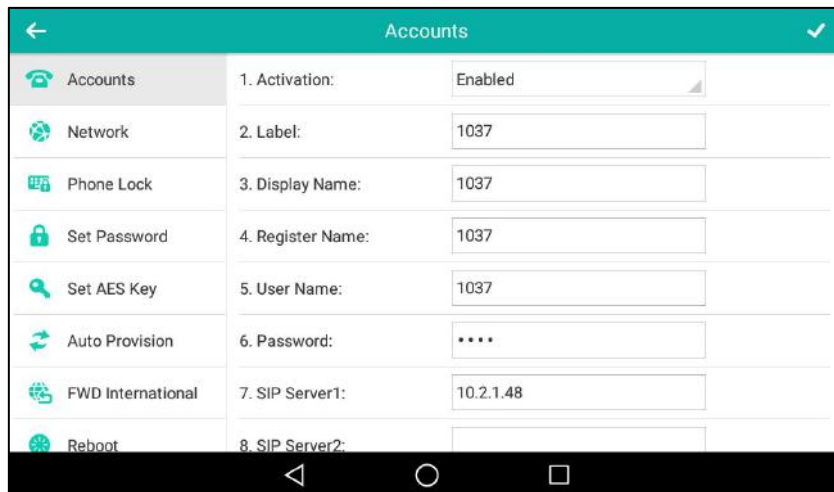 Accounts
Accounts
1. Activation: Enabled
Network
2. Label: 1037
Phone Lock
3. Display Name: 1037
Set Password
4. Register Name: 1037
Set AES Key
5. User Name: 1037
Auto Provision
6. Password: ••••
FWD International
7. SIP Server1: 10.2.1.48
Reboot
8. SIP Server2: